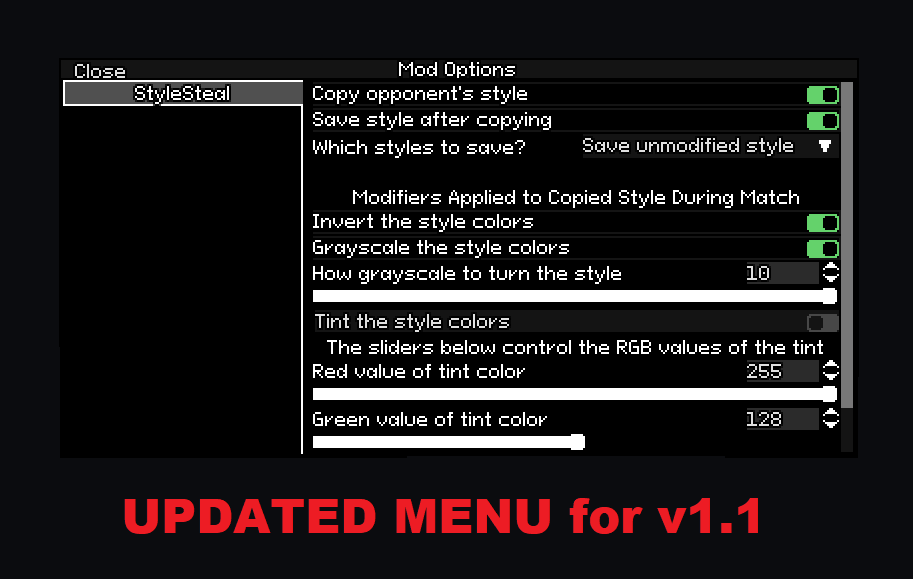 Close
Mod Options
StyleSteal
Copy opponent's style
Save style after copying
Which styles to save?
Save unmodified style
Modifiers Applied to Copied Style During Match
Invert the style colors
Grayscale the style colors
How grayscale to turn the style
10
Tint the style colors
The sliders below control the RGB values of the tint
Red value of tint color
255
Green value of tint color
128
UPDATED MENU for v1.1